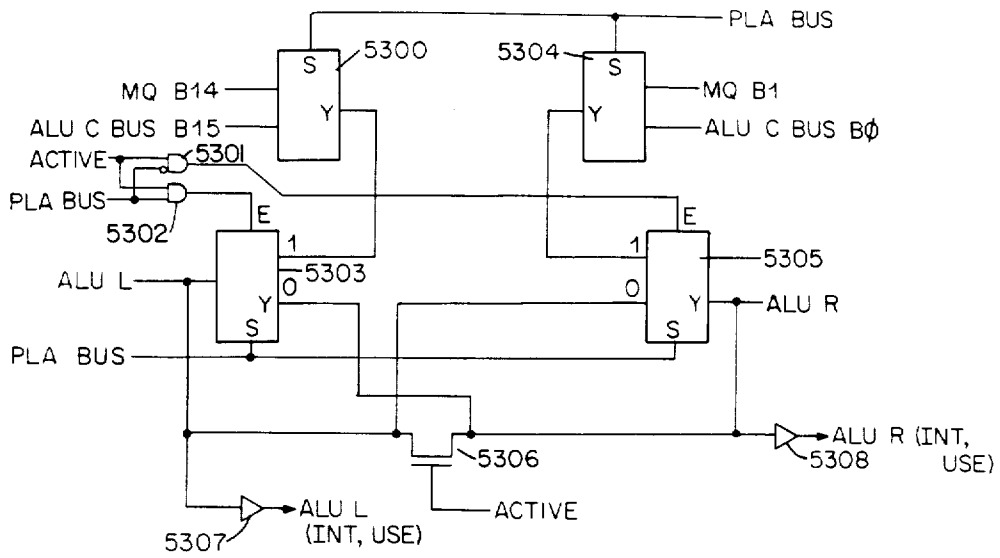 PLA BUS
S 5300 5304 S
MQ B14 Y Y MQ B1
ALU C BUS B15 ALU C BUS BØ
ACTIVE 5301
PLA BUS
5302 E E
1 1
ALU L 5303 5305
0 Y 0 Y ALU R
S S
PLA BUS
5306 5308 ALU R (INT, USE)
ACTIVE
ALU L
5307 (INT, USE)